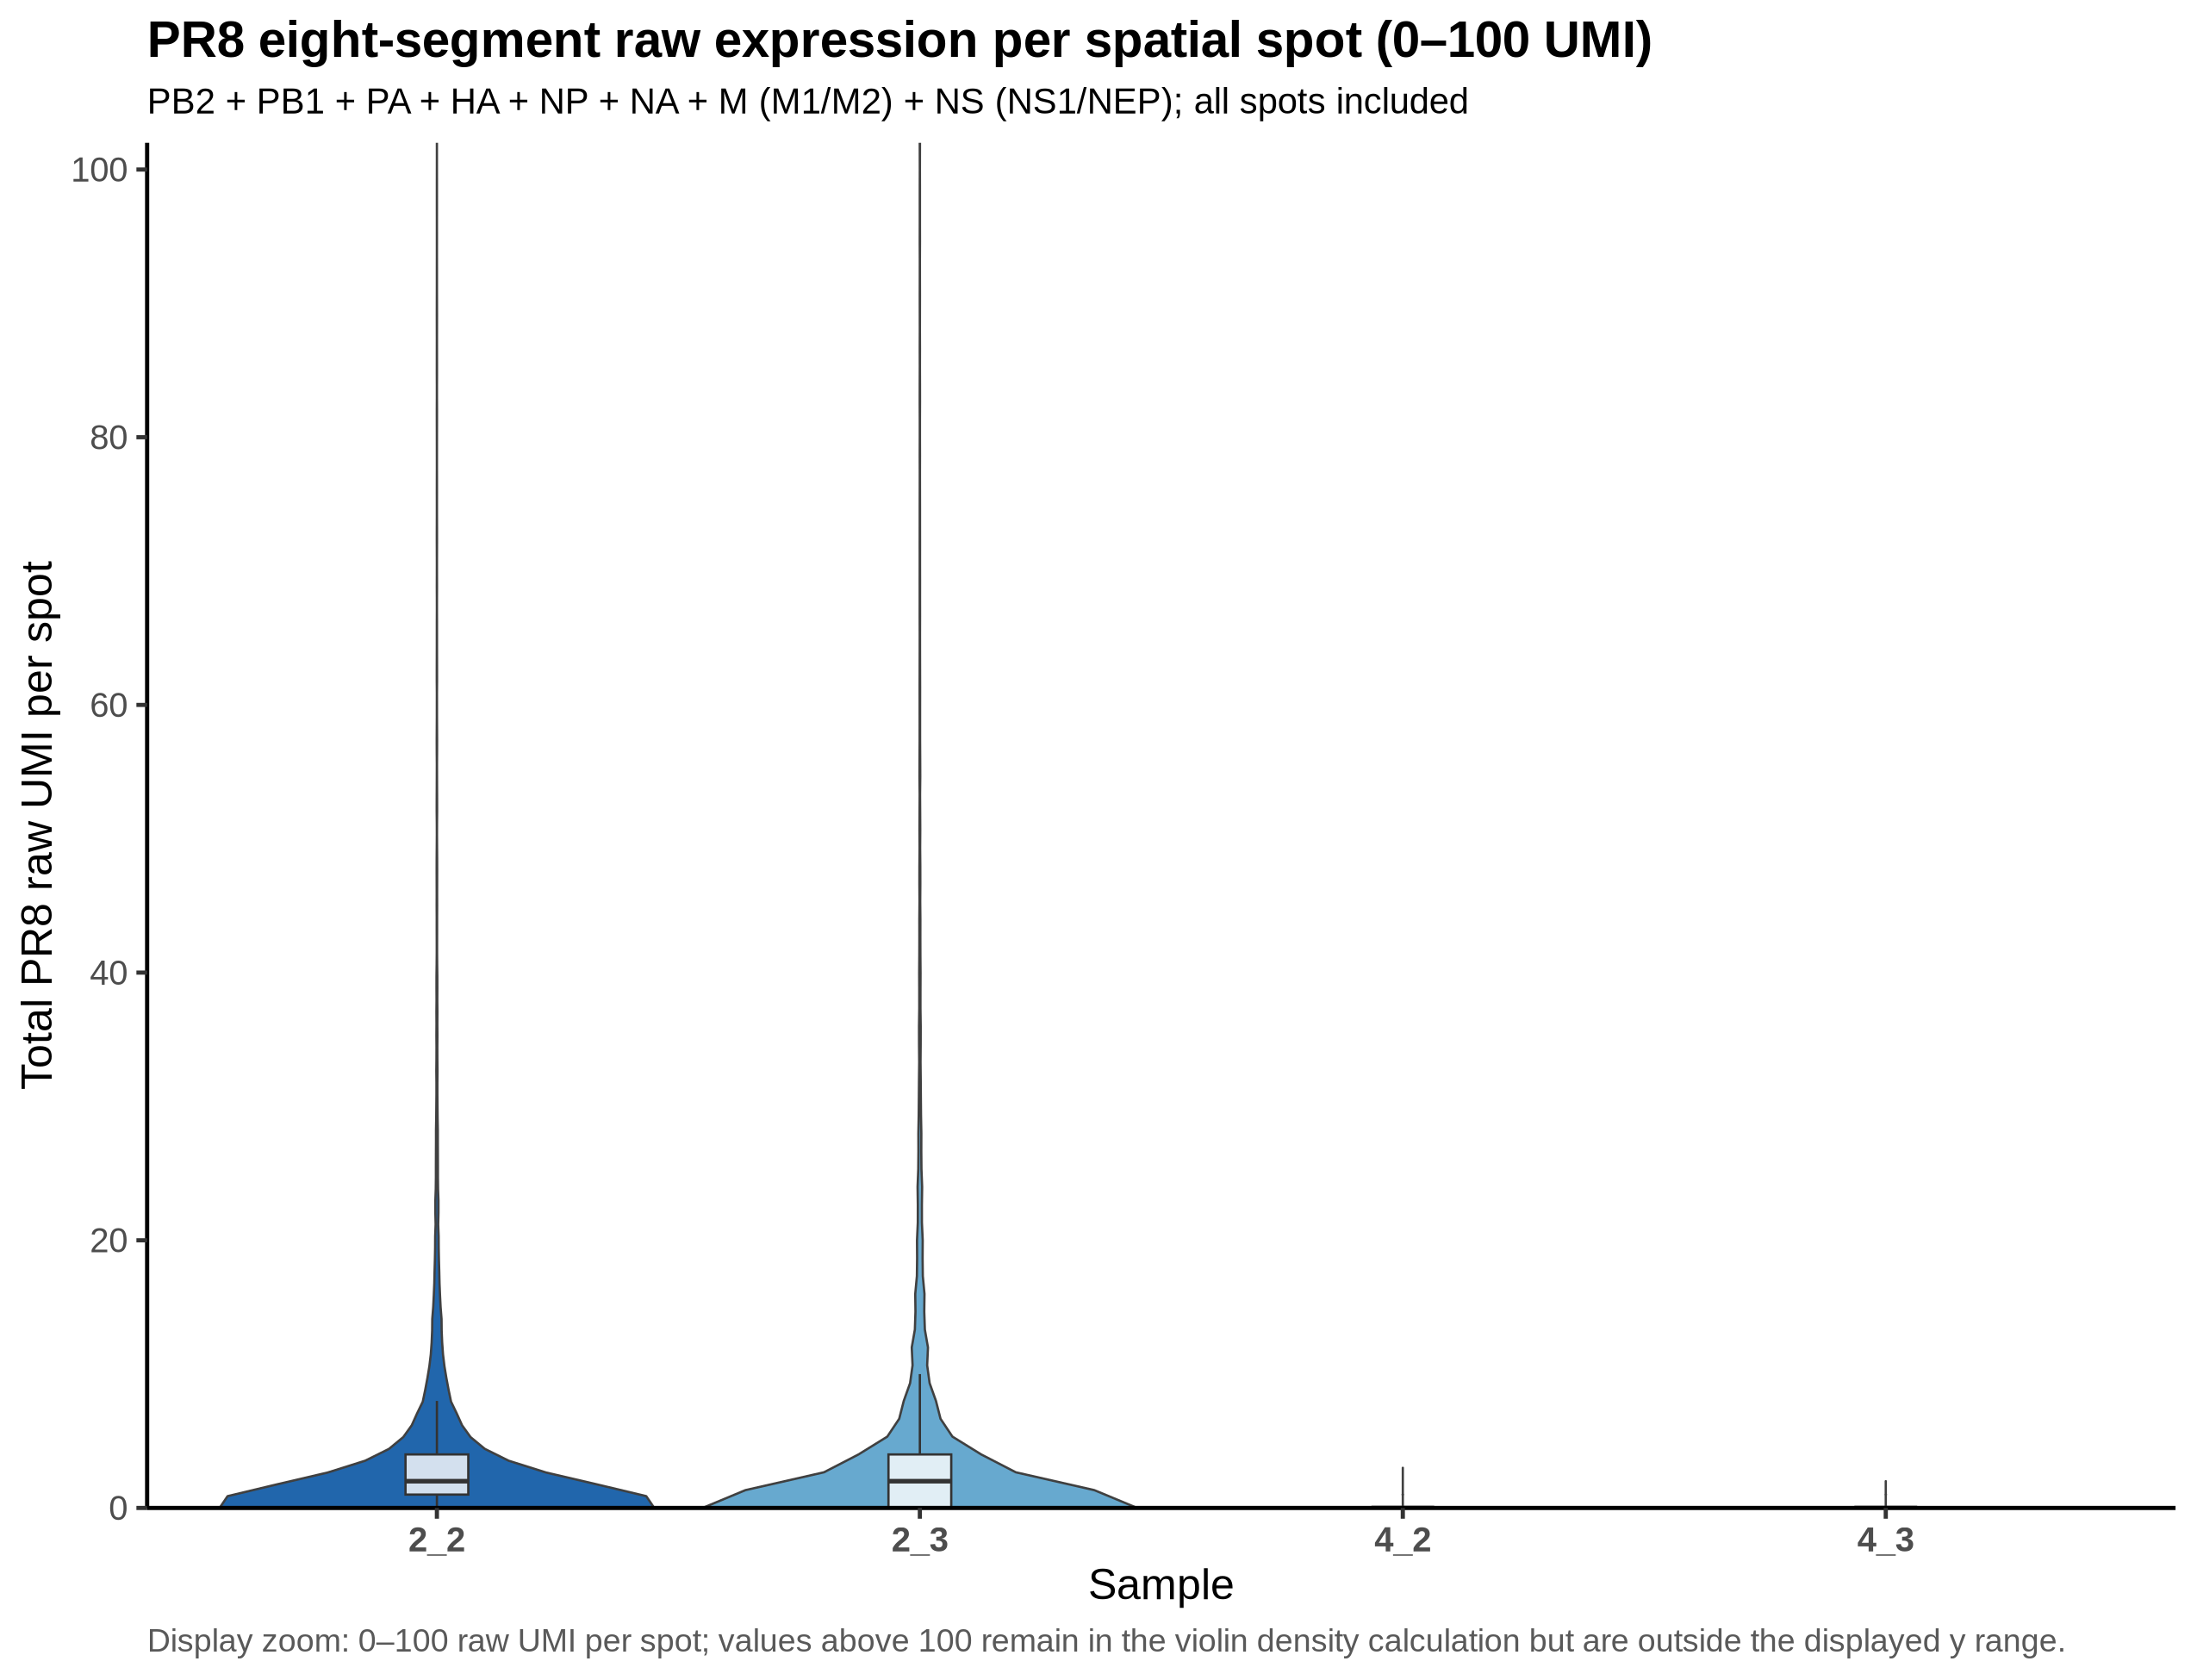 PR8 eight-segment raw expression per spatial spot (0–100 UMI)
PB2 + PB1 + PA + HA + NP + NA + M (M1/M2) + NS (NS1/NEP); all spots included
Total PR8 raw UMI per spot
100
80
60
40
20
0
2_2
2_3
4_2
4_3
Sample
Display zoom: 0–100 raw UMI per spot; values above 100 remain in the violin density calculation but are outside the displayed y range.